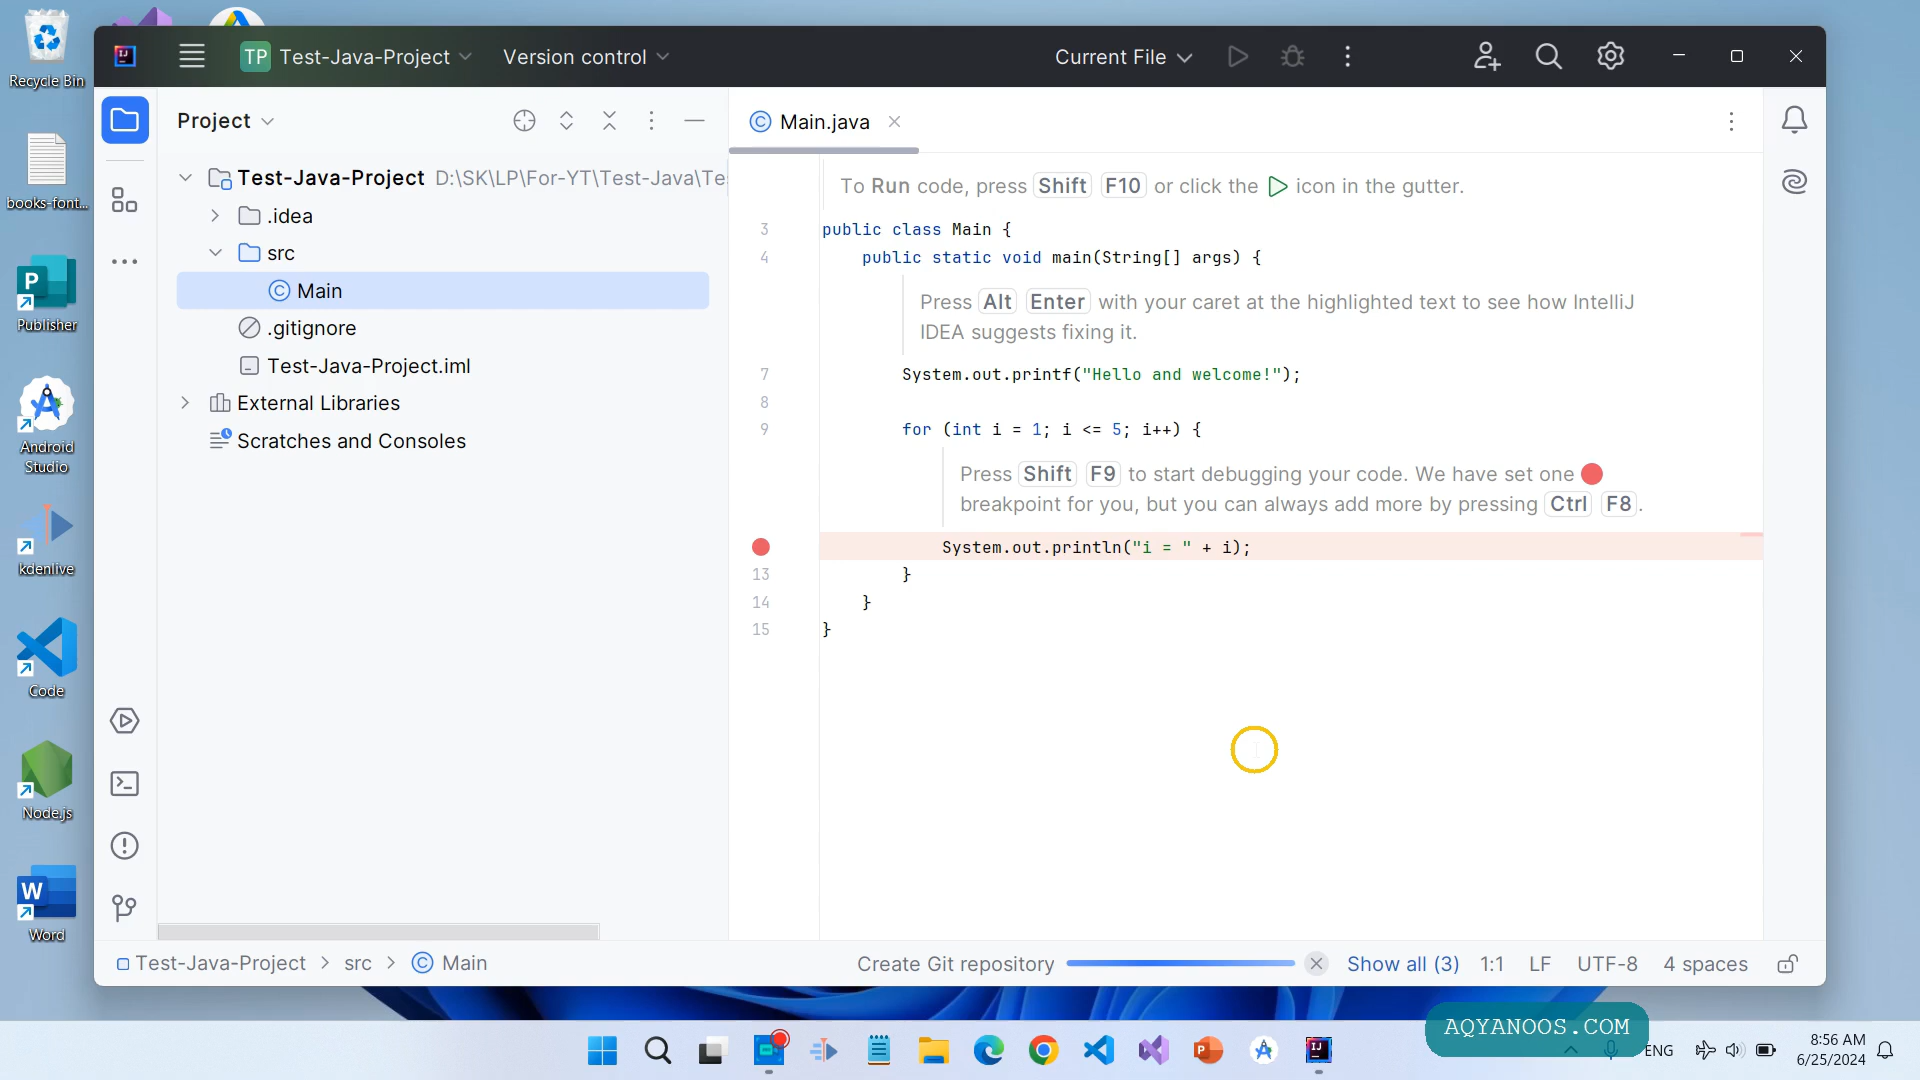 Recycle Bin
books-font...
Publisher
Android
Studio
kdenlive
Code
Node.js
Word
TP Test-Java-Project
Version control
Current File
Project
Main.java
Test-Java-Project D:\SK\LP\For-YT\Test-Java\Te
.idea
src
Main
.gitignore
Test-Java-Project.iml
External Libraries
Scratches and Consoles
To Run code, press Shift F10 or click the icon in the gutter.
3 public class Main {
4 public static void main(String[] args) {
Press Alt Enter with your caret at the highlighted text to see how IntelliJ
IDEA suggests fixing it.
7 System.out.printf("Hello and welcome!");
8
9 for (int i = 1; i <= 5; i++) {
Press Shift F9 to start debugging your code. We have set one
breakpoint for you, but you can always add more by pressing Ctrl F8.
System.out.println("i = " + i);
13 }
14 }
15 }
Test-Java-Project > src > Main
Create Git repository
Show all (3) 1:1 LF UTF-8 4 spaces
AQYANOOS.COM
ENG
8:56 AM
6/25/2024